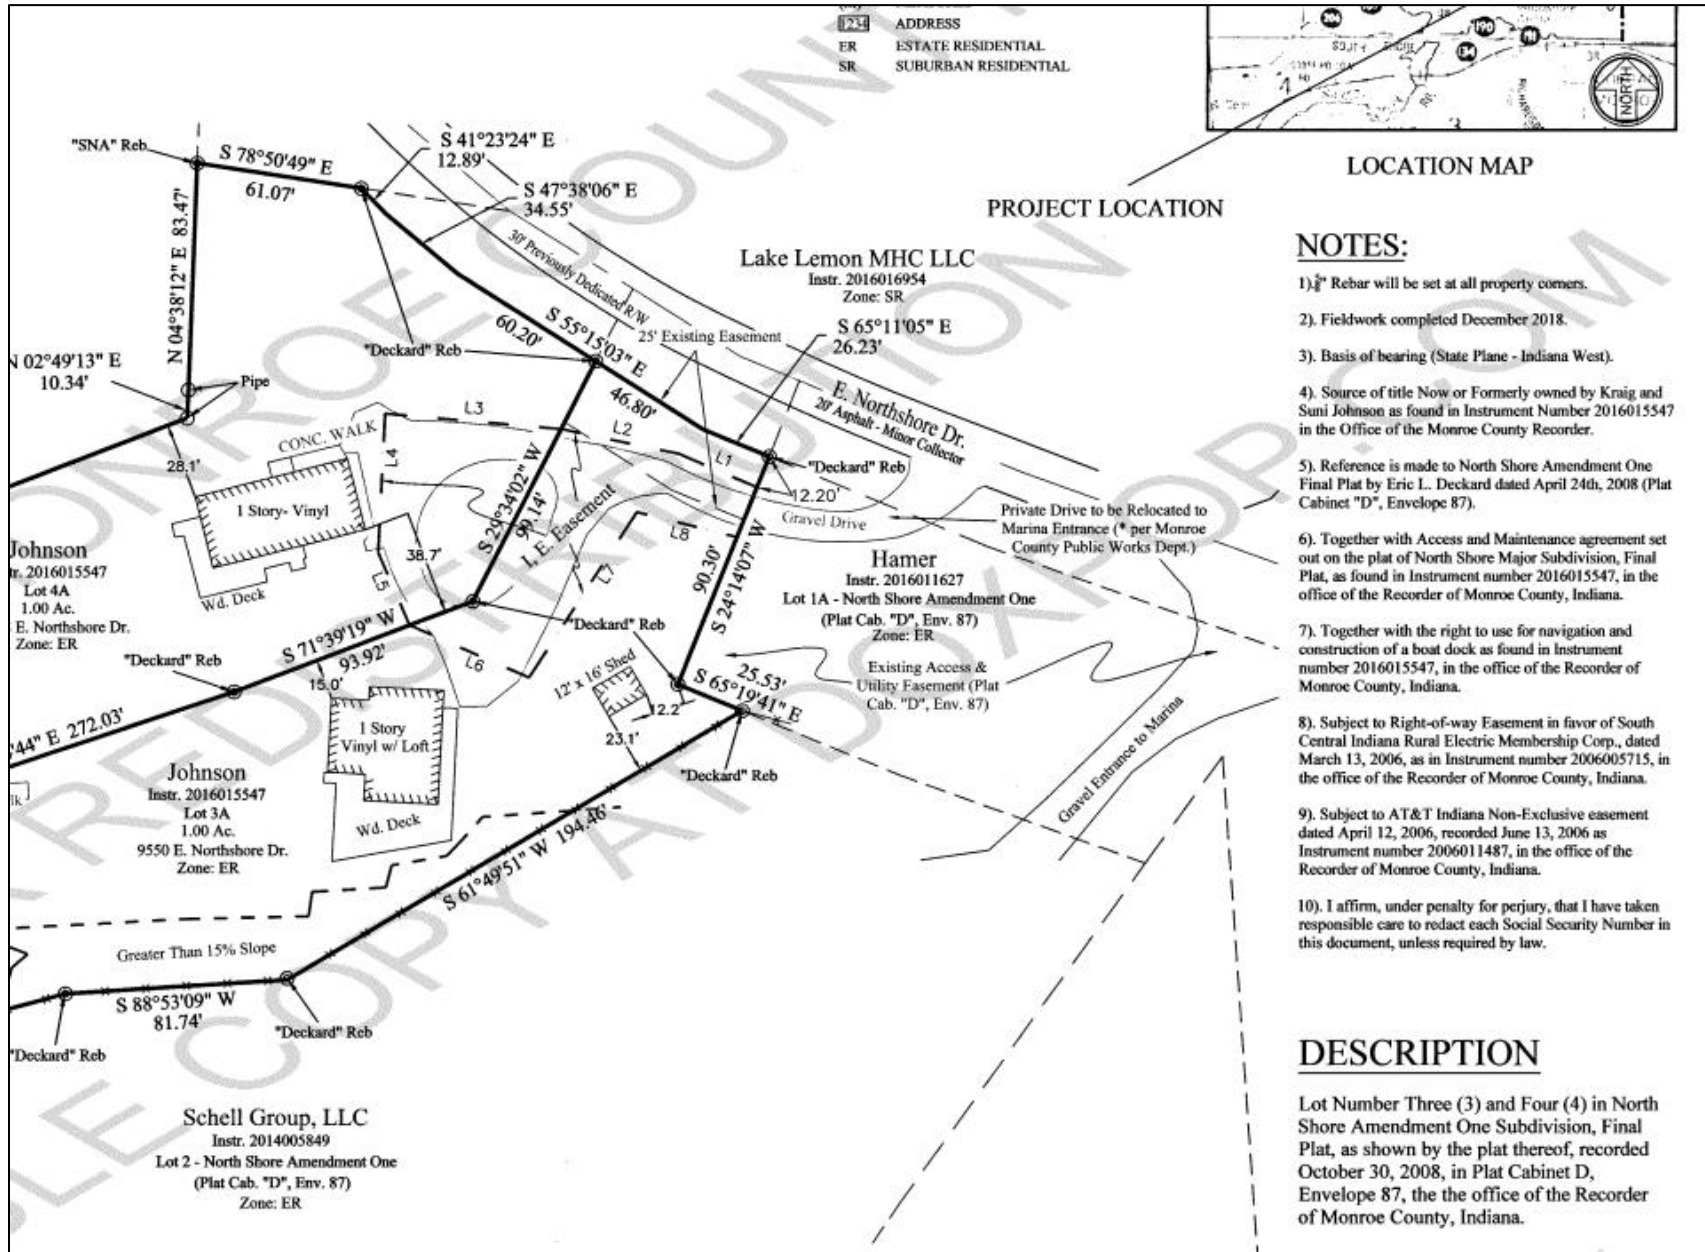 1234 ADDRESS
ER ESTATE RESIDENTIAL
SR SUBURBAN RESIDENTIAL
NORTH
LOCATION MAP
PROJECT LOCATION
"SNA" Reb
S 78°50'49" E
61.07'
S 41°23'24" E
12.89'
S 47°38'06" E
34.55'
30' Previously Dedicated R/W
N 04°38'12" E 83.47'
Lake Lemon MHC LLC
Instr. 2016016954
Zone: SR
S 55°15'03" E
60.20'
"Deckard" Reb
25' Existing Easement
S 65°11'05" E
26.23'
N 02°49'13" E
10.34'
Pipe
46.80'
E. Northshore Dr.
20' Asphalt - Minor Collector
L3
L2
L1
L4
CONC. WALK
28.1'
1 Story- Vinyl
S 29°34'02" W
99.14'
I. E. Easement
"Deckard" Reb
12.20'
Gravel Drive
Private Drive to be Relocated to
Marina Entrance (* per Monroe
County Public Works Dept.)
L8
L7
38.7'
L5
Wd. Deck
90.30'
S 24°14'07" W
Johnson
Instr. 2016015547
Lot 4A
1.00 Ac.
E. Northshore Dr.
Zone: ER
Hamer
Instr. 2016011627
Lot 1A - North Shore Amendment One
(Plat Cab. "D", Env. 87)
Zone: ER
"Deckard" Reb
S 71°39'19" W
93.92'
"Deckard" Reb
15.0'
L6
12' x 16' Shed
25.53'
S 65°19'41" E
Existing Access &
Utility Easement (Plat
Cab. "D", Env. 87)
'44" E 272.03'
1 Story
Vinyl w/ Loft
12.2'
23.1'
"Deckard" Reb
Gravel Entrance to Marina
Johnson
Instr. 2016015547
Lot 3A
1.00 Ac.
9550 E. Northshore Dr.
Zone: ER
Wd. Deck
S 61°49'51" W 194.46'
Greater Than 15% Slope
S 88°53'09" W
81.74'
"Deckard" Reb
"Deckard" Reb
Schell Group, LLC
Instr. 2014005849
Lot 2 - North Shore Amendment One
(Plat Cab. "D", Env. 87)
Zone: ER
NOTES:
1). Rebar will be set at all property corners.
2). Fieldwork completed December 2018.
3). Basis of bearing (State Plane - Indiana West).
4). Source of title Now or Formerly owned by Kraig and
Suni Johnson as found in Instrument Number 2016015547
in the Office of the Monroe County Recorder.
5). Reference is made to North Shore Amendment One
Final Plat by Eric L. Deckard dated April 24th, 2008 (Plat
Cabinet "D", Envelope 87).
6). Together with Access and Maintenance agreement set
out on the plat of North Shore Major Subdivision, Final
Plat, as found in Instrument number 2016015547, in the
office of the Recorder of Monroe County, Indiana.
7). Together with the right to use for navigation and
construction of a boat dock as found in Instrument
number 2016015547, in the office of the Recorder of
Monroe County, Indiana.
8). Subject to Right-of-way Easement in favor of South
Central Indiana Rural Electric Membership Corp., dated
March 13, 2006, as in Instrument number 2006005715, in
the office of the Recorder of Monroe County, Indiana.
9). Subject to AT&T Indiana Non-Exclusive easement
dated April 12, 2006, recorded June 13, 2006 as
Instrument number 2006011487, in the office of the
Recorder of Monroe County, Indiana.
10). I affirm, under penalty for perjury, that I have taken
responsible care to redact each Social Security Number in
this document, unless required by law.
DESCRIPTION
Lot Number Three (3) and Four (4) in North
Shore Amendment One Subdivision, Final
Plat, as shown by the plat thereof, recorded
October 30, 2008, in Plat Cabinet D,
Envelope 87, the the office of the Recorder
of Monroe County, Indiana.